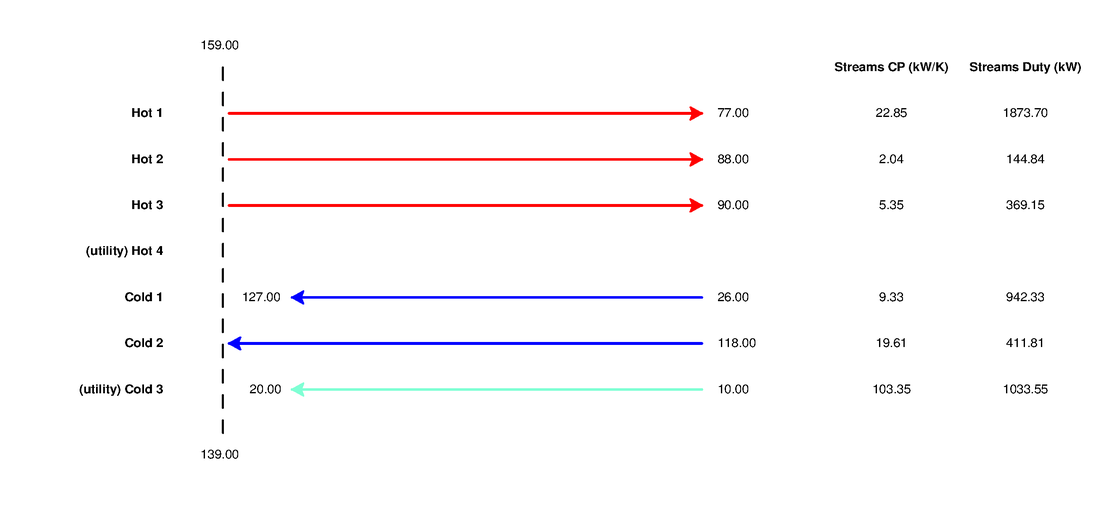 159.00
Streams CP (kW/K) Streams Duty (kW)
Hot 1 77.00 22.85 1873.70
Hot 2 88.00 2.04 144.84
Hot 3 90.00 5.35 369.15
(utility) Hot 4
Cold 1 127.00 26.00 9.33 942.33
Cold 2 118.00 19.61 411.81
(utility) Cold 3 20.00 10.00 103.35 1033.55
139.00